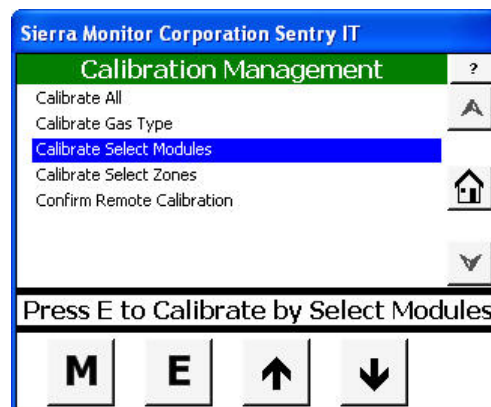 Sierra Monitor Corporation Sentry IT
Calibration Management
?
Calibrate All
Calibrate Gas Type
Calibrate Select Modules
Calibrate Select Zones
Confirm Remote Calibration
Press E to Calibrate by Select Modules
M E